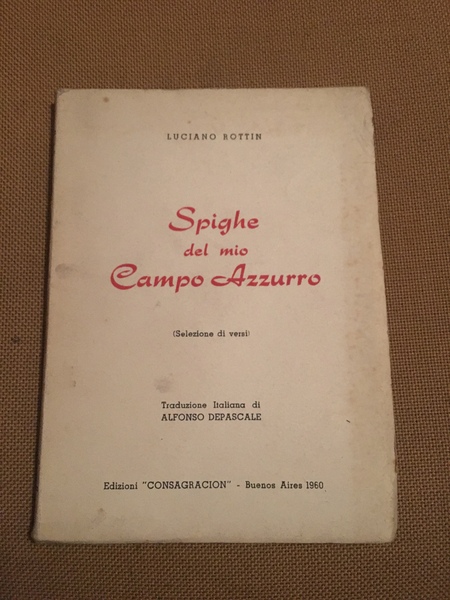 LUCIANO ROTTIN
Spighe
del mio
Campo Azzurro
(Selezione di versi)
Traduzione Italiana di
ALFONSO DEPASCALE
Edizioni "CONSAGRACION" - Buenos Aires 1960